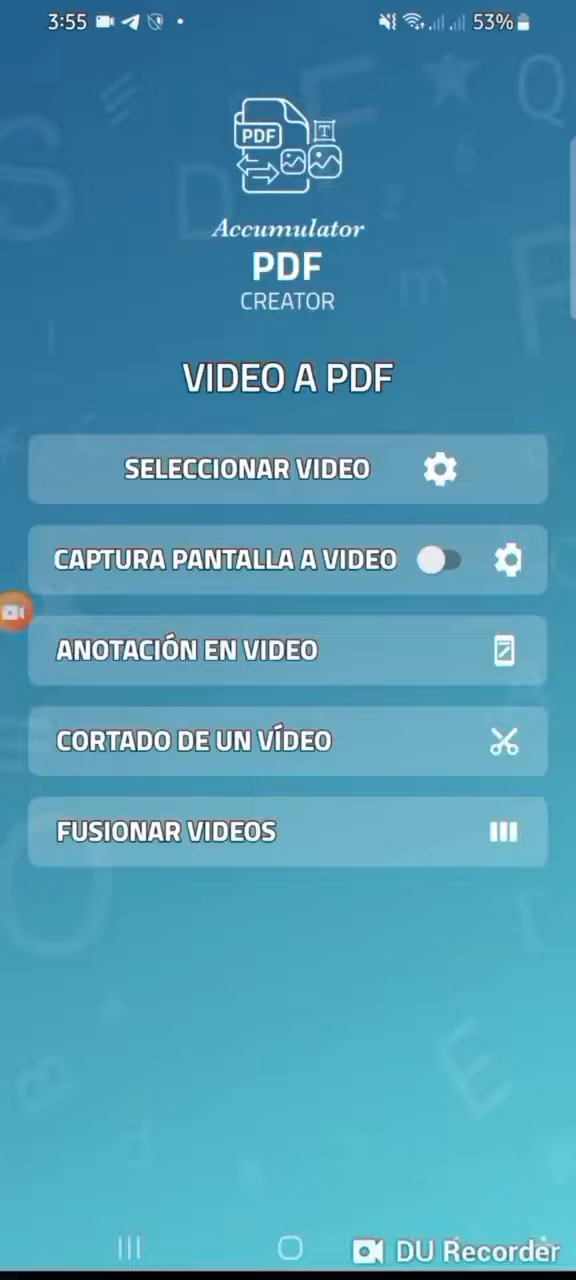 3:55 53%
PDF
T
Accumulator
PDF
CREATOR
VIDEO A PDF
SELECCIONAR VIDEO
CAPTURA PANTALLA A VIDEO
ANOTACIÓN EN VIDEO
CORTADO DE UN VÍDEO
FUSIONAR VIDEOS
DU Recorder